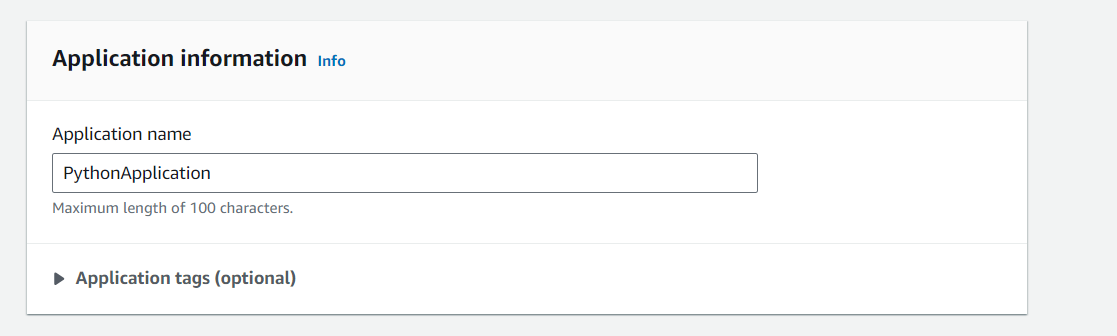 Application information Info
Application name
PythonApplication
Maximum length of 100 characters.
Application tags (optional)